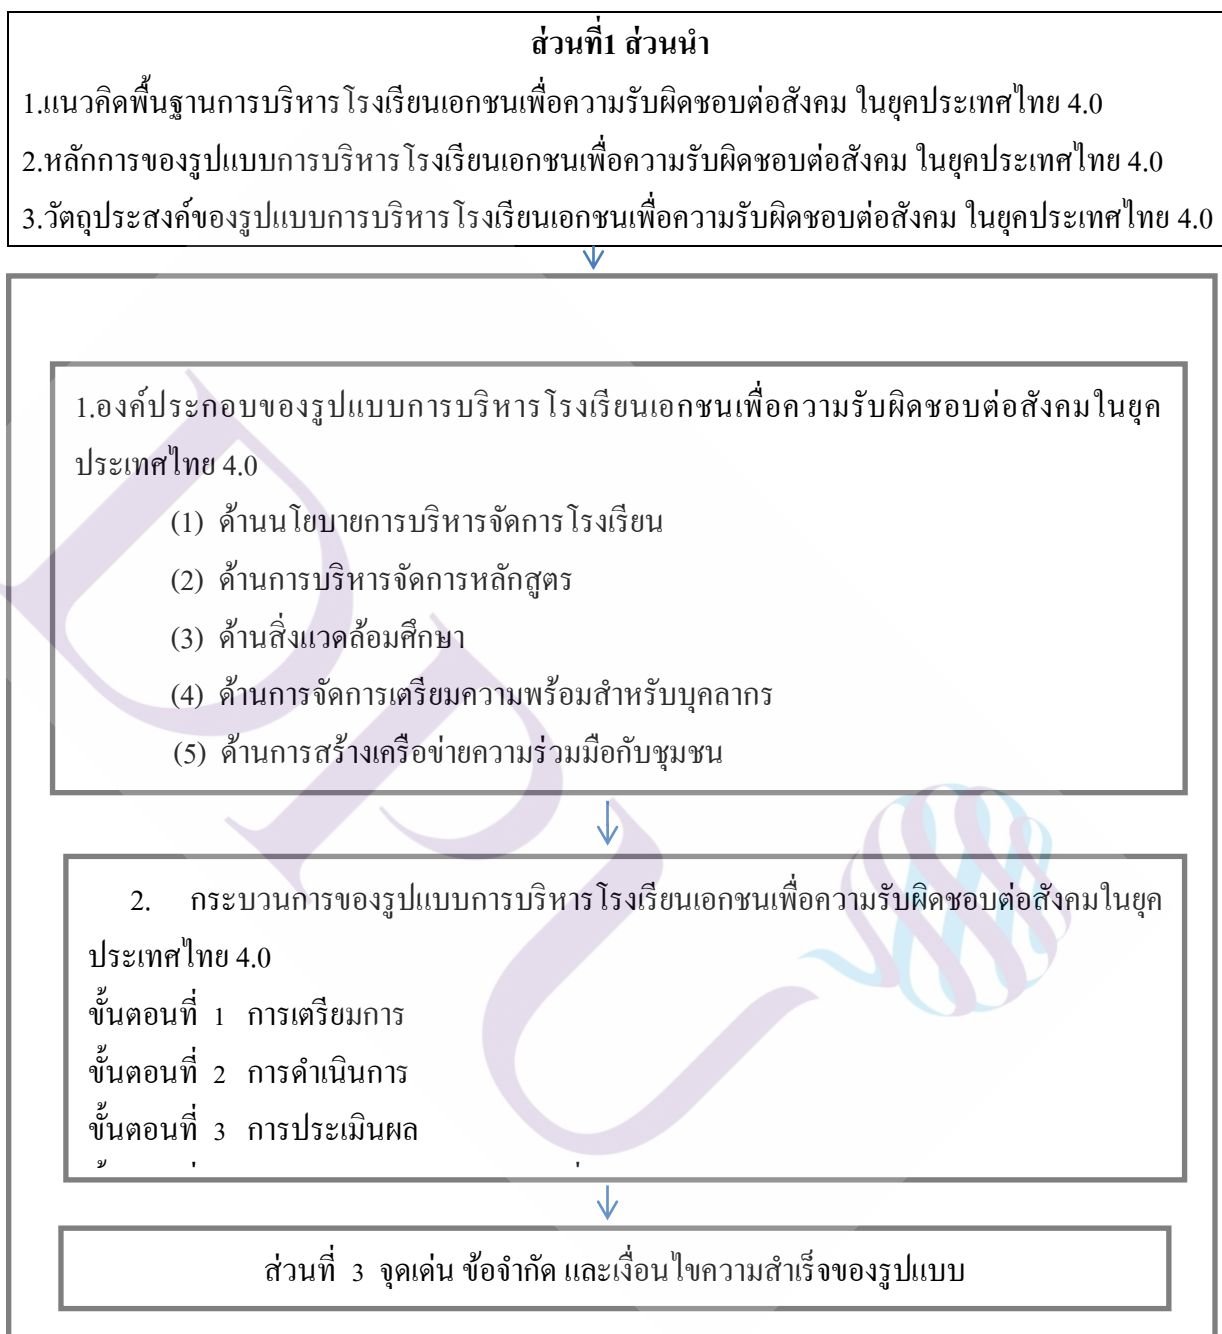 ส่วนที่1 ส่วนนำ
1.แนวคิดพื้นฐานการบริหารโรงเรียนเอกชนเพื่อความรับผิดชอบต่อสังคม ในยุคประเทศไทย 4.0
2.หลักการของรูปแบบการบริหารโรงเรียนเอกชนเพื่อความรับผิดชอบต่อสังคม ในยุคประเทศไทย 4.0
3.วัตถุประสงค์ของรูปแบบการบริหารโรงเรียนเอกชนเพื่อความรับผิดชอบต่อสังคม ในยุคประเทศไทย 4.0
1.องค์ประกอบของรูปแบบการบริหารโรงเรียนเอกชนเพื่อความรับผิดชอบต่อสังคมในยุค
ประเทศไทย 4.0
(1) ด้านนโยบายการบริหารจัดการโรงเรียน
(2) ด้านการบริหารจัดการหลักสูตร
(3) ด้านสิ่งแวดล้อมศึกษา
(4) ด้านการจัดการเตรียมความพร้อมสำหรับบุคลากร
(5) ด้านการสร้างเครือข่ายความร่วมมือกับชุมชน
2. กระบวนการของรูปแบบการบริหารโรงเรียนเอกชนเพื่อความรับผิดชอบต่อสังคมในยุค
ประเทศไทย 4.0
ขั้นตอนที่ 1 การเตรียมการ
ขั้นตอนที่ 2 การดำเนินการ
ขั้นตอนที่ 3 การประเมินผล
ส่วนที่ 3 จุดเด่น ข้อจำกัด และเงื่อนไขความสำเร็จของรูปแบบ
DPU